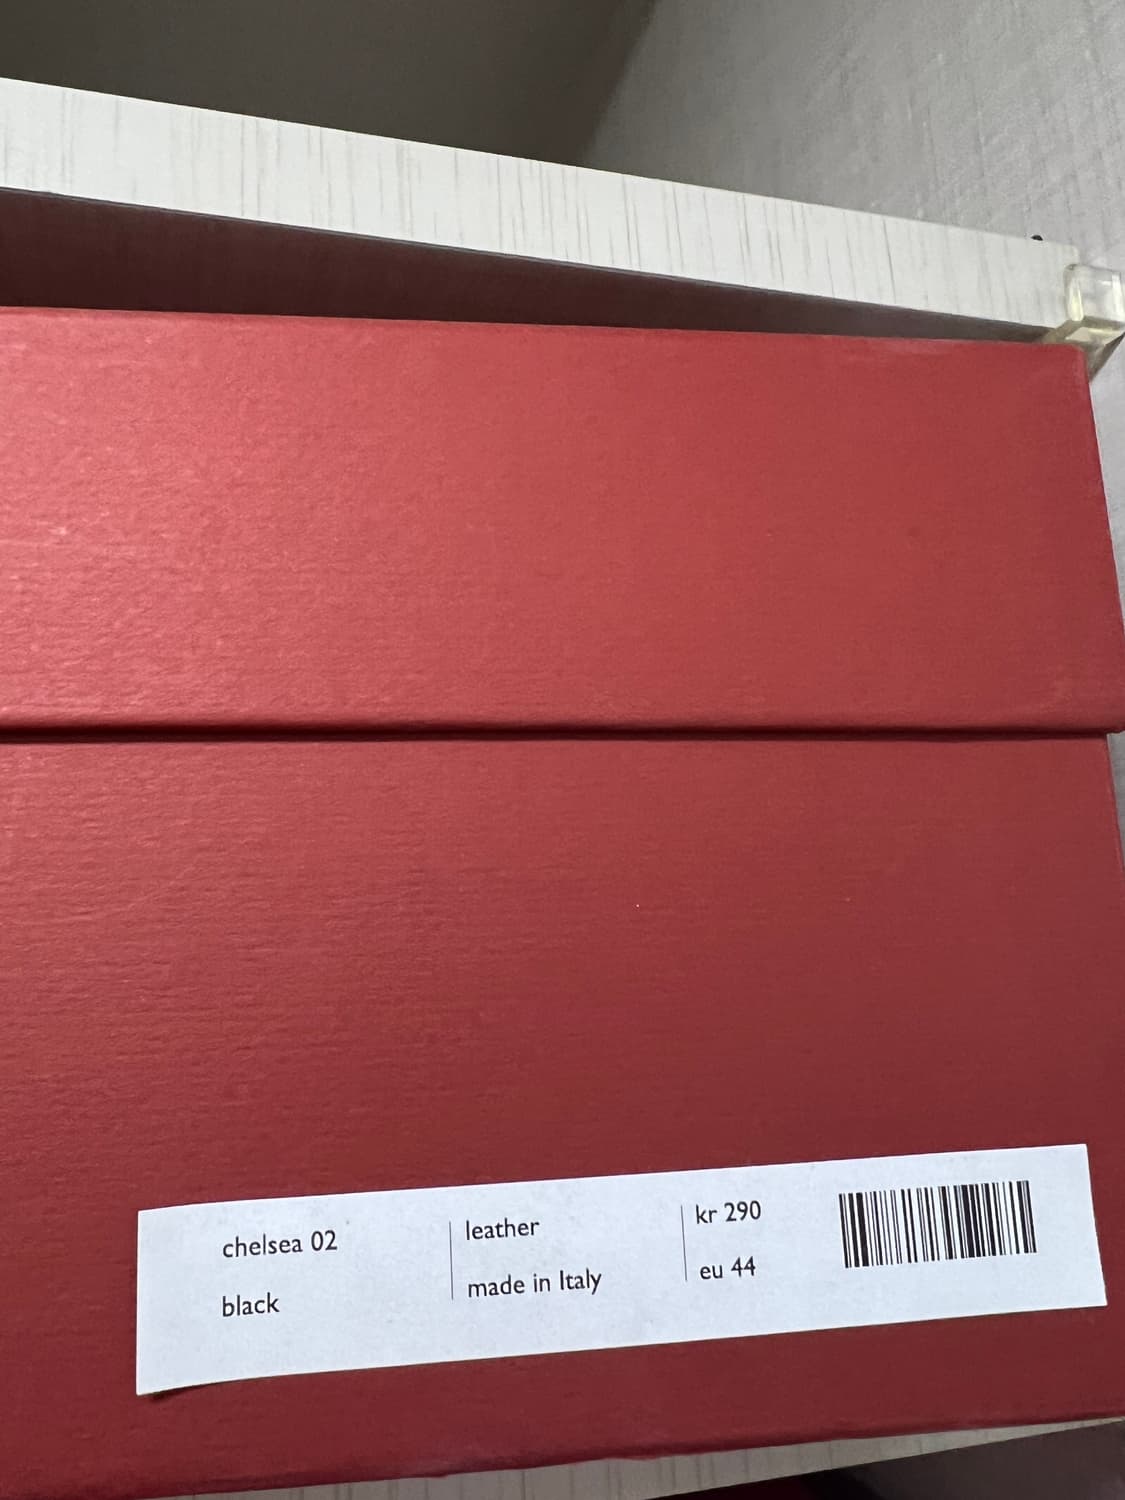 chelsea 02
black
leather
made in Italy
kr 290
eu 44